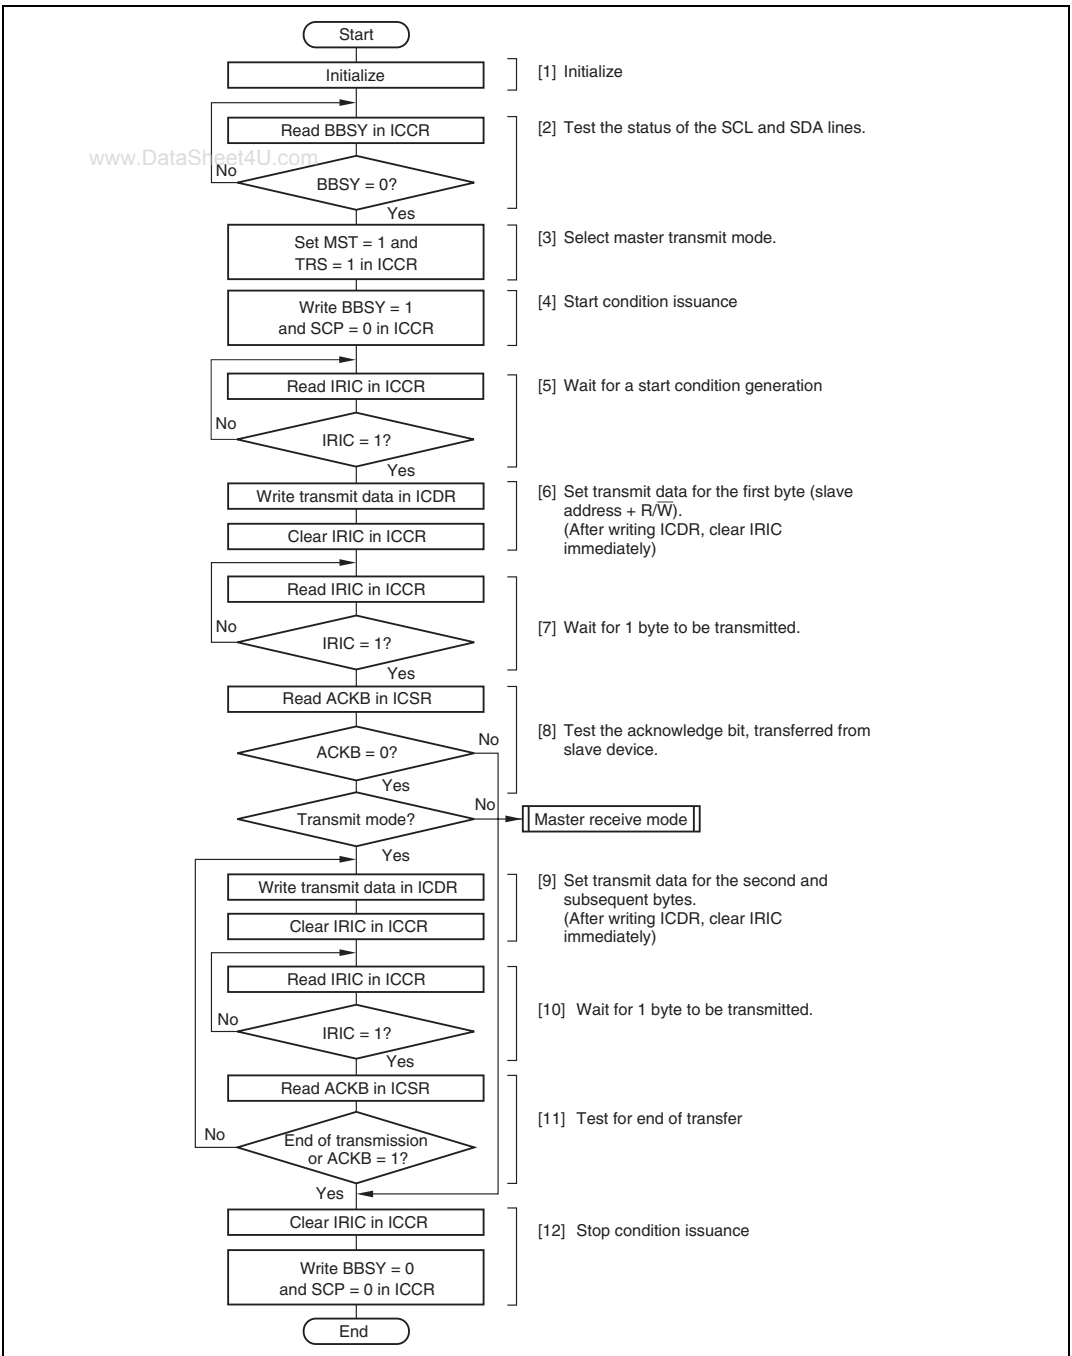 Start
Initialize
[1] Initialize
Read BBSY in ICCR
[2] Test the status of the SCL and SDA lines.
www.DataSheet4U.com
No
BBSY = 0?
Yes
Set MST = 1 and
TRS = 1 in ICCR
[3] Select master transmit mode.
Write BBSY = 1
and SCP = 0 in ICCR
[4] Start condition issuance
Read IRIC in ICCR
[5] Wait for a start condition generation
No
IRIC = 1?
Yes
Write transmit data in ICDR
[6] Set transmit data for the first byte (slave
address + R/W̅).
(After writing ICDR, clear IRIC
immediately)
Clear IRIC in ICCR
Read IRIC in ICCR
No
IRIC = 1?
[7] Wait for 1 byte to be transmitted.
Yes
Read ACKB in ICSR
ACKB = 0?
No
[8] Test the acknowledge bit, transferred from
slave device.
Yes
Transmit mode?
No
Master receive mode
Yes
Write transmit data in ICDR
[9] Set transmit data for the second and
subsequent bytes.
(After writing ICDR, clear IRIC
immediately)
Clear IRIC in ICCR
Read IRIC in ICCR
[10] Wait for 1 byte to be transmitted.
No
IRIC = 1?
Yes
Read ACKB in ICSR
[11] Test for end of transfer
No
End of transmission
or ACKB = 1?
Yes
Clear IRIC in ICCR
[12] Stop condition issuance
Write BBSY = 0
and SCP = 0 in ICCR
End